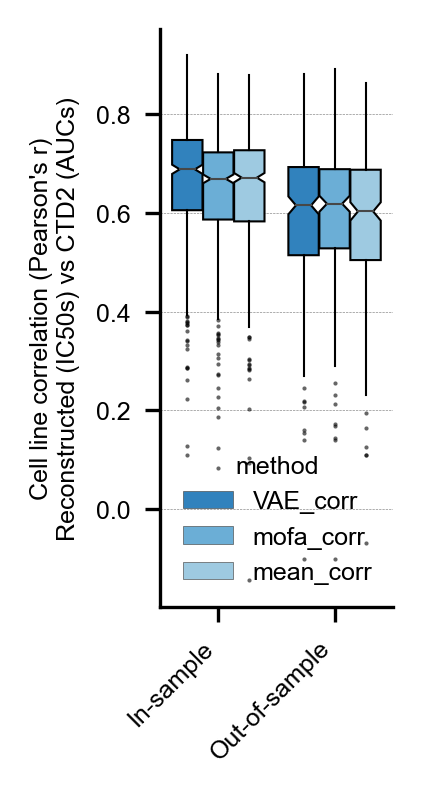 Cell line correlation (Pearson's r)
Reconstructed (IC50s) vs CTD2 (AUCs)
0.8
0.6
0.4
0.2
0.0
method
VAE_corr
mofa_corr
mean_corr
In-sample
Out-of-sample